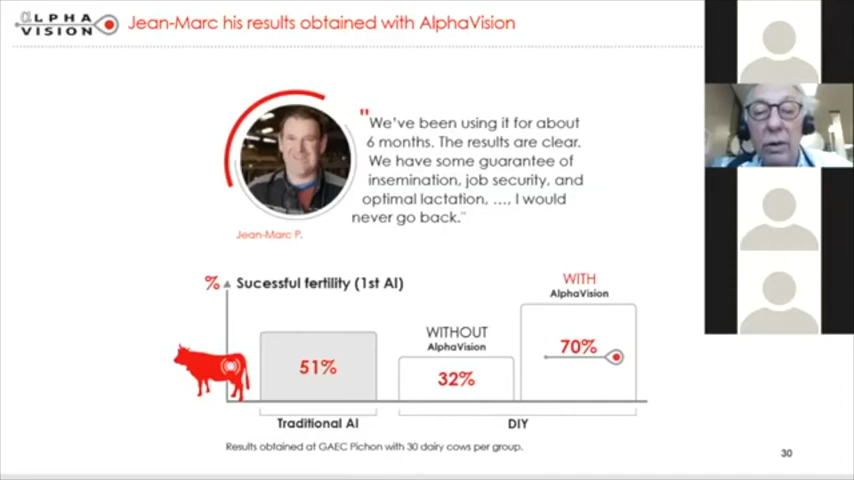 αLPHA
VISION
Jean-Marc his results obtained with AlphaVision
"We've been using it for about
6 months. The results are clear.
We have some guarantee of
insemination, job security, and
optimal lactation, …, I would
never go back."
Jean-Marc P.
% Sucessful fertility (1st AI)
WITH
AlphaVision
WITHOUT
AlphaVision
51%
32%
70%
Traditional AI
DIY
Results obtained at GAEC Pichon with 30 dairy cows per group.
30